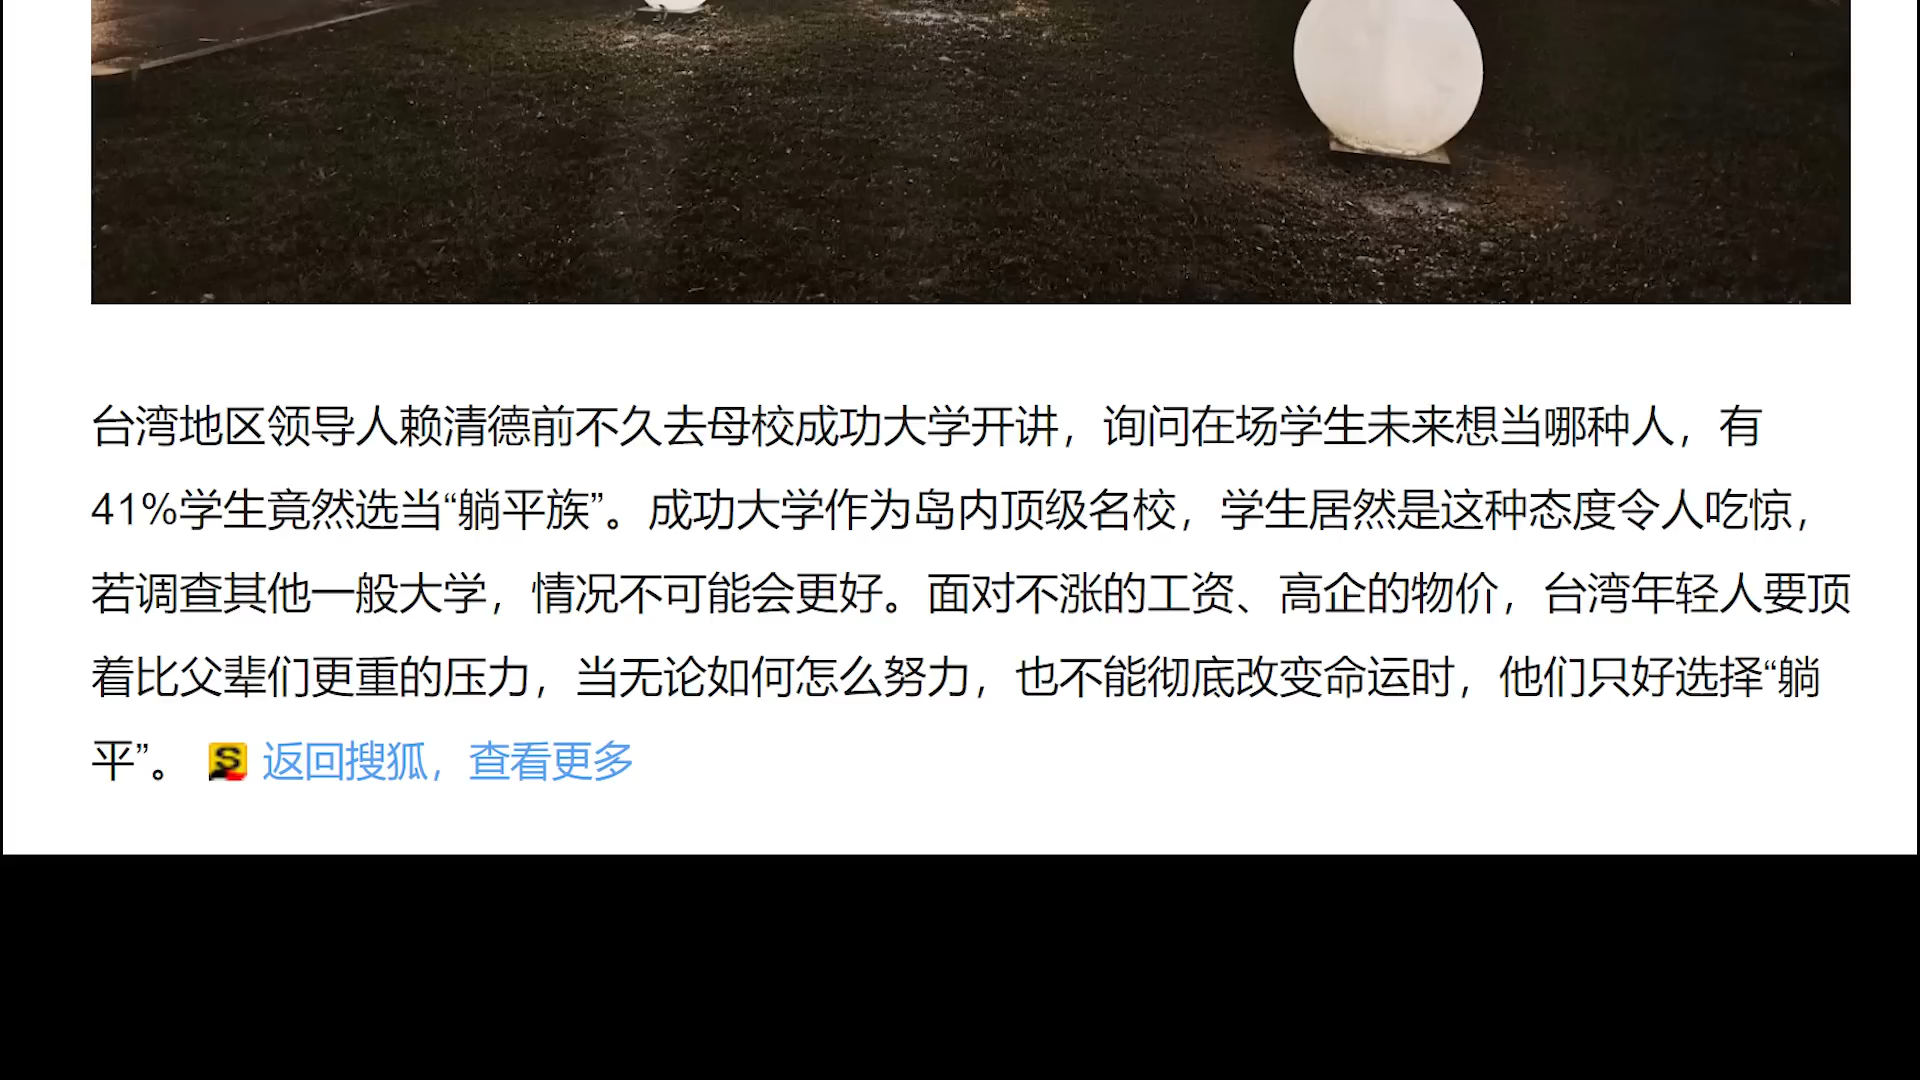 台湾地区领导人赖清德前不久去母校成功大学开讲，询问在场学生未来想当哪种人，有
41%学生竟然选当“躺平族”。成功大学作为岛内顶级名校，学生居然是这种态度令人吃惊，
若调查其他一般大学，情况不可能会更好。面对不涨的工资、高企的物价，台湾年轻人要顶
着比父辈们更重的压力，当无论如何怎么努力，也不能彻底改变命运时，他们只好选择“躺
平”。 S 返回搜狐，查看更多